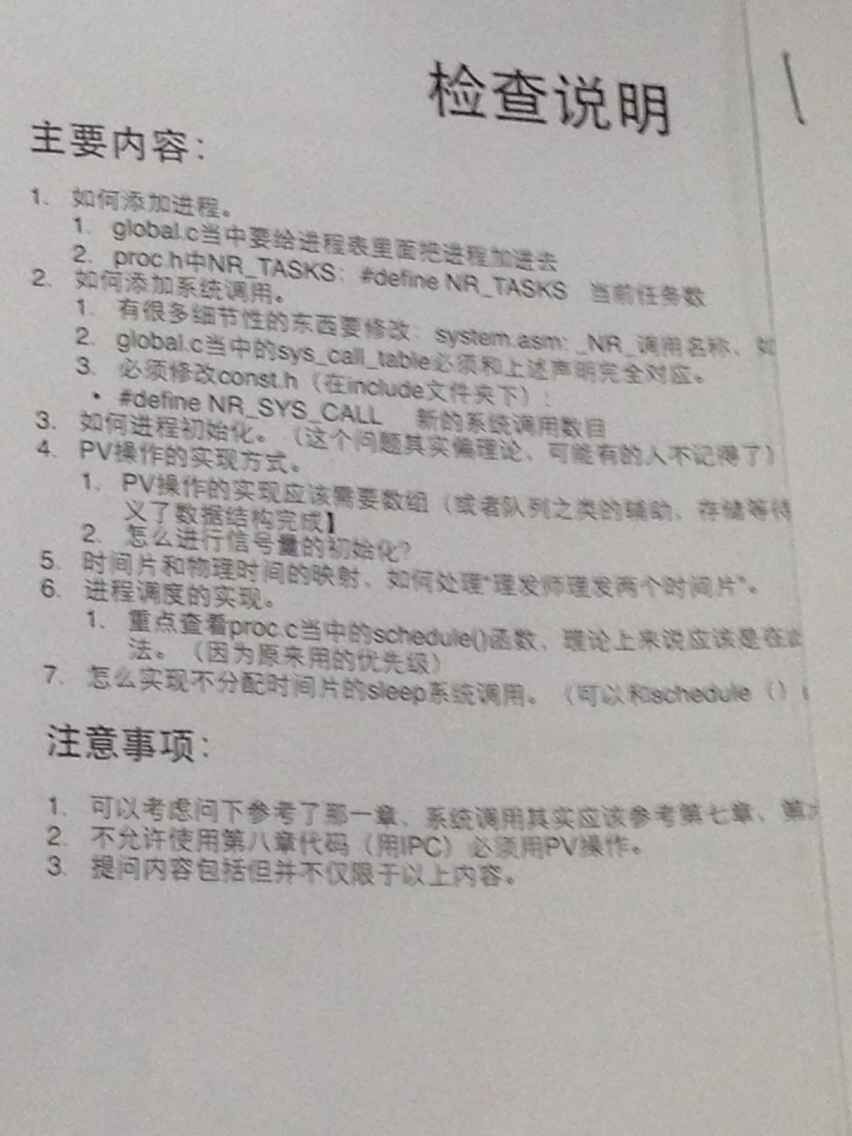 检查说明
主要内容：
1. 如何添加进程。
1. global.c当中要给进程表里面把进程加进去
2. proc.h中NR_TASKS：#define NR_TASKS 当前任务数
2. 如何添加系统调用。
1. 有很多细节性的东西要修改：system.asm: _NR_调用名称、如
2. global.c当中的sys_call_table必须和上述声明完全对应。
3. 必须修改const.h（在include文件夹下）：
• #define NR_SYS_CALL 新的系统调用数目
3. 如何进程初始化。（这个问题其实偏理论、可能有的人不记得了）
4. PV操作的实现方式。
1. PV操作的实现应该需要数组（或者队列之类的辅助、存储等待
义了数据结构完成】
2. 怎么进行信号量的初始化？
5. 时间片和物理时间的映射、如何处理“理发师理发两个时间片”。
6. 进程调度的实现。
1. 重点查看proc.c当中的schedule()函数、理论上来说应该是在
法。（因为原来用的优先级）
7. 怎么实现不分配时间片的sleep系统调用。（可以和schedule（）
注意事项：
1. 可以考虑问下参考了那一章、系统调用其实应该参考第七章、第
2. 不允许使用第八章代码（用IPC）必须用PV操作。
3. 提问内容包括但并不仅限于以上内容。